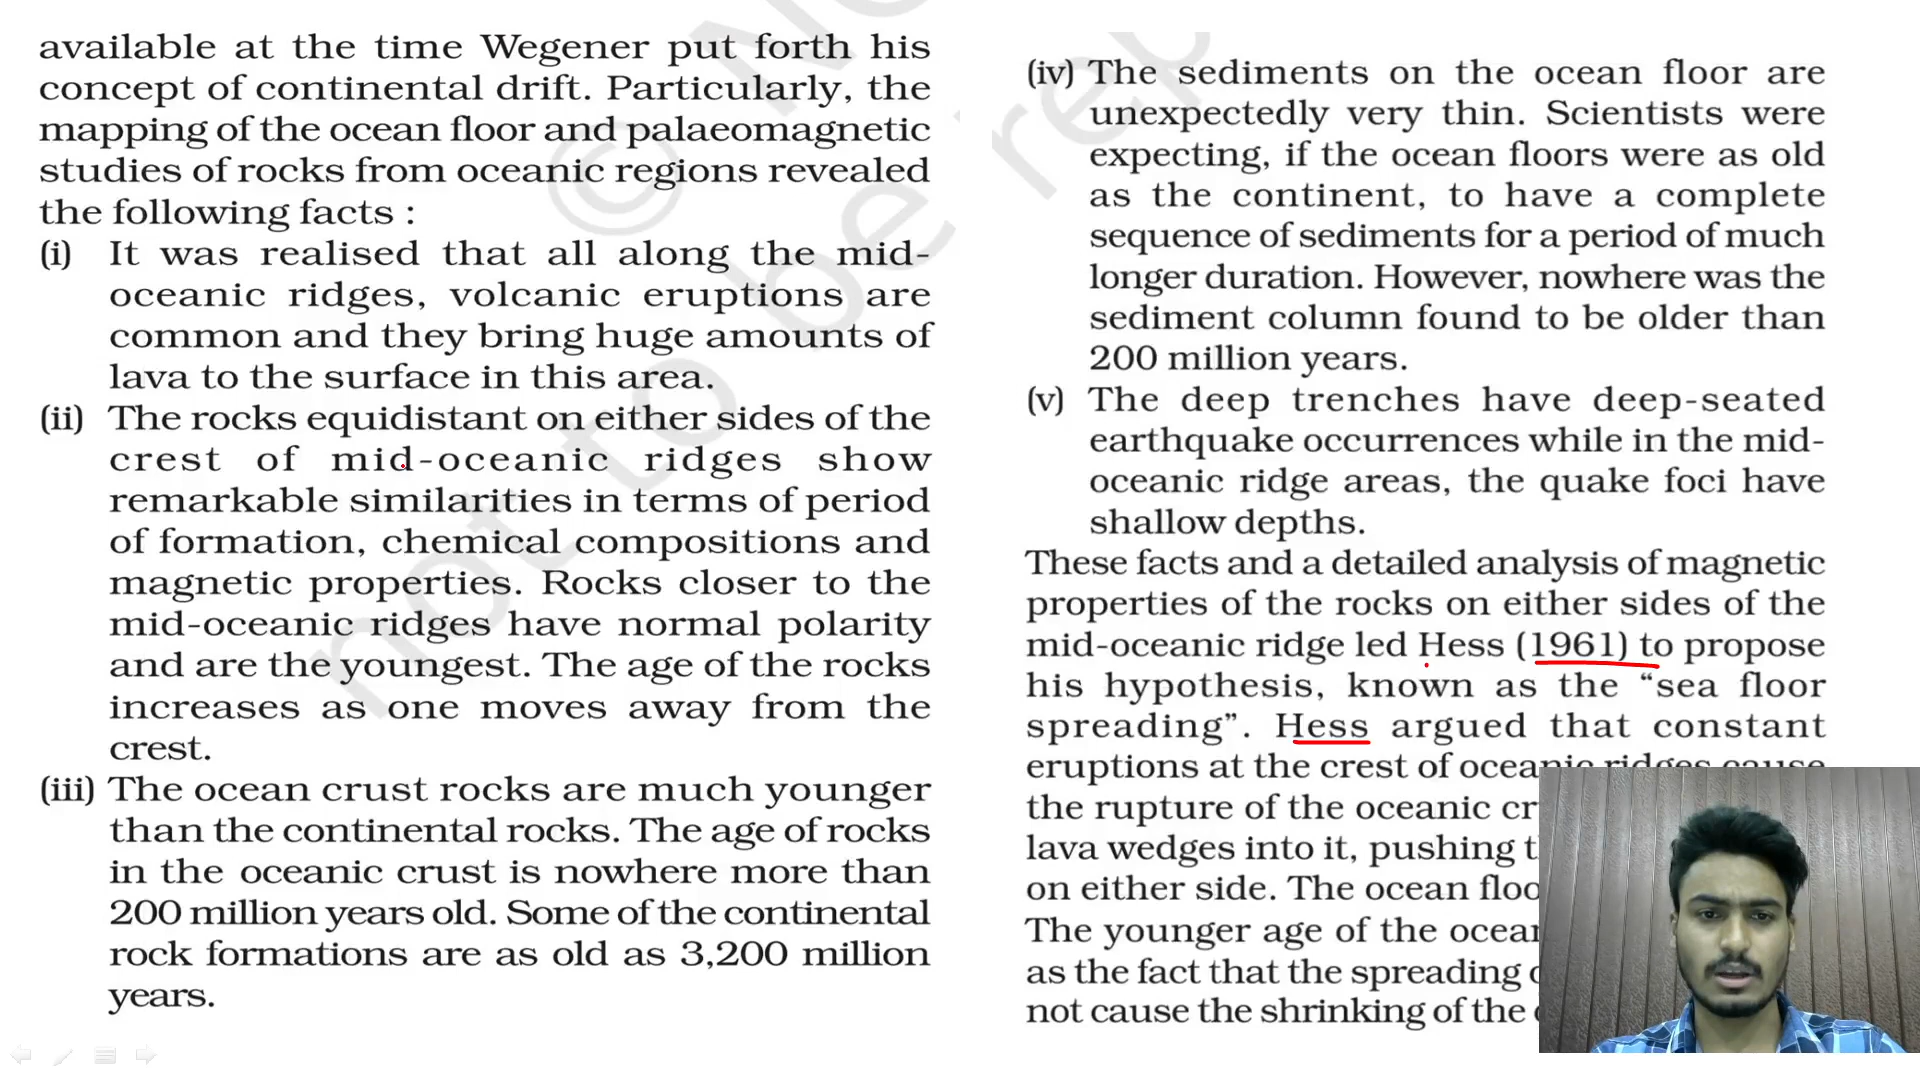 available at the time Wegener put forth his
concept of continental drift. Particularly, the
mapping of the ocean floor and palaeomagnetic
studies of rocks from oceanic regions revealed
the following facts :
(i) It was realised that all along the mid-
oceanic ridges, volcanic eruptions are
common and they bring huge amounts of
lava to the surface in this area.
(ii) The rocks equidistant on either sides of the
crest of mid-oceanic ridges show
remarkable similarities in terms of period
of formation, chemical compositions and
magnetic properties. Rocks closer to the
mid-oceanic ridges have normal polarity
and are the youngest. The age of the rocks
increases as one moves away from the
crest.
(iii) The ocean crust rocks are much younger
than the continental rocks. The age of rocks
in the oceanic crust is nowhere more than
200 million years old. Some of the continental
rock formations are as old as 3,200 million
years.
(iv) The sediments on the ocean floor are
unexpectedly very thin. Scientists were
expecting, if the ocean floors were as old
as the continent, to have a complete
sequence of sediments for a period of much
longer duration. However, nowhere was the
sediment column found to be older than
200 million years.
(v) The deep trenches have deep-seated
earthquake occurrences while in the mid-
oceanic ridge areas, the quake foci have
shallow depths.
These facts and a detailed analysis of magnetic
properties of the rocks on either sides of the
mid-oceanic ridge led Hess (1961) to propose
his hypothesis, known as the “sea floor
spreading”. Hess argued that constant
eruptions at the crest of oceanic ridges cause
the rupture of the oceanic
lava wedges into it, pushing
on either side. The ocean
The younger age of the
as the fact that the spreading
not cause the shrinking of the
© 
not to be rep